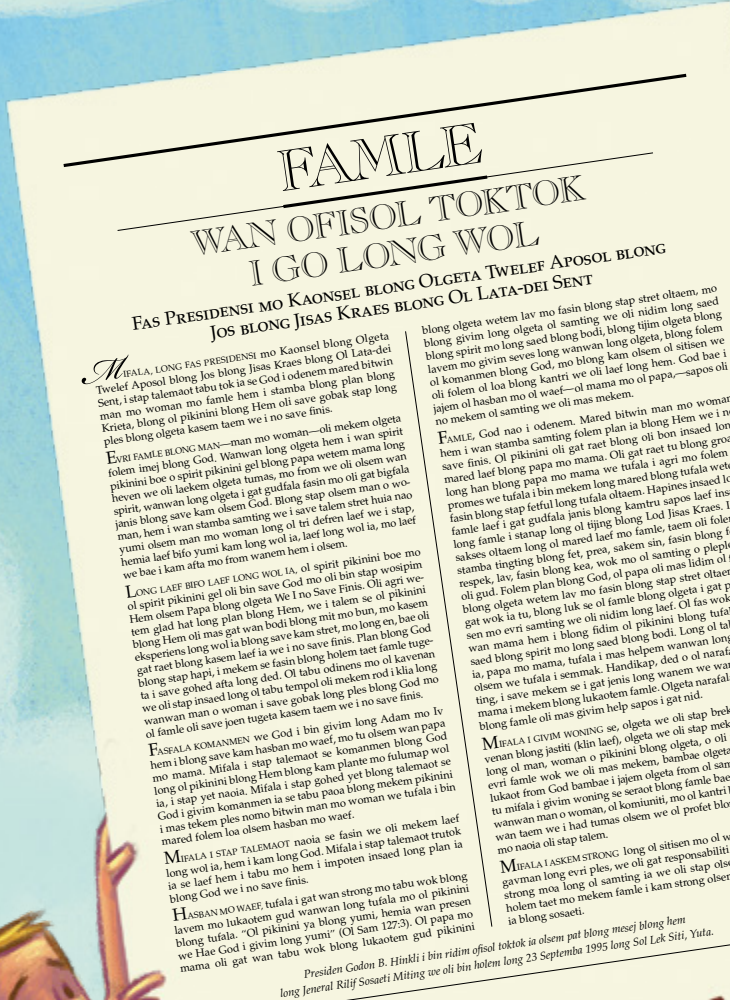 FAMLE
WAN OFISOL TOKTOK
I GO LONG WOL
FAS PRESIDENSI MO KAONSEL BLONG OLGETA TWELEF APOSOL BLONG
JOS BLONG JISAS KRAES BLONG OL LATA-DEI SENT
MIFALA, LONG FAS PRESIDENSI mo Kaonsel blong Olgeta
Twelef Aposol blong Jos blong Jisas Kraes blong Ol Lata-dei
Sent, i stap talemaot tabu tok ia se God i odenem mared bitwin
man mo woman mo famle hem i stamba blong plan blong
Krieta, blong ol pikinini blong Hem oli save gobak stap long
ples blong olgeta kasem taem we i no save finis.
EVRI FAMLE BLONG MAN—man mo woman—oli mekem olgeta
folem imej blong God. Wanwan long olgeta hem i wan spirit
pikinini boe o spirit pikinini gel blong papa wetem mama long
heven we oli laekem olgeta tumas, mo from we oli olsem wan
spirit, wanwan long olgeta i gat gudfala fasin mo oli gat bigfala
janis blong save kam olsem God. Blong stap olsem man o wo-
man, hem i wan stamba samting we i save talem stret huia nao
yumi olsem man mo woman long ol tri defren laef we i stap,
hemia laef bifo yumi kam long wol ia, laef long wol ia, mo laef
we bae i kam afta mo from wanem hem i olsem.
LONG LAEF BIFO LAEF LONG WOL IA, ol spirit pikinini boe mo
ol spirit pikinini gel oli bin save God mo oli bin stap wosipim
Hem olsem Papa blong olgeta We I No Save Finis. Oli agri we-
tem glad hat long plan blong Hem, we i talem se ol pikinini
blong Hem oli mas gat wan bodi blong mit mo bun, mo kasem
eksperiens long wol ia blong save kam stret, mo long en, bae oli
gat raet blong kasem laef ia we i no save finis. Plan blong God
blong stap hapi, i mekem se fasin blong holem taet famle tuge-
ta i save gohed afta long ded. Ol tabu odinens mo ol kavenan
we oli stap insaed long ol tabu tempol oli mekem rod i klia long
wanwan man o woman i save gobak long ples blong God mo
ol famle oli save joen tugeta kasem taem we i no save finis.
FASFALA KOMANMEN we God i bin givim long Adam mo Iv
hem i blong save kam hasban mo waef, mo tu olsem wan papa
mo mama. Mifala i stap talemaot se komanmen blong God
long ol pikinini blong Hem blong kam plante mo fulumap wol
ia, i stap yet naoia. Mifala i stap gohed yet blong talemaot se
God i givim komanmen ia se tabu paoa blong mekem pikinini
i mas tekem ples nomo bitwin man mo woman we tufala i bin
mared folem loa olsem hasban mo waef.
MIFALA I STAP TALEMAOT naoia se fasin we oli mekem laef
long wol ia, hem i kam long God. Mifala i stap talemaot trutok
ia se laef hem i tabu mo hem i impoten insaed long plan ia
blong God we i no save finis.
HASBAN MO WAEF, tufala i gat wan strong mo tabu wok blong
lavem mo lukaotem gud wanwan long tufala mo ol pikinini
blong tufala. “Ol pikinini ya blong yumi, hemia wan presen
we Hae God i givim long yumi” (Ol Sam 127:3). Ol papa mo
mama oli gat wan tabu wok blong lukaotem gud pikinini
blong olgeta wetem lav mo fasin blong stap stret oltaem, mo
blong givim long olgeta ol samting we oli nidim long saed
blong spirit mo long saed blong bodi, blong tijim olgeta blong
lavem mo givim seves long wanwan long olgeta, blong folem
ol komanmen blong God, mo blong kam olsem ol sitisen we
oli folem ol loa blong kantri we oli laef long hem. God bae i
jajem ol hasban mo ol waef—ol mama mo ol papa,—sapos oli
no mekem ol samting we oli mas mekem.
FAMLE, God nao i odenem. Mared bitwin man mo woman
hem i wan stamba samting folem plan ia blong Hem we i no
save finis. Ol pikinini oli gat raet blong oli bon insaed long
mared laef blong papa mo mama. Oli gat raet tu blong
long han blong papa mo mama we tufala i agri mo folem
promes we tufala i bin mekem long mared blong tufala
fasin blong stap fetful long tufala oltaem. Hapines insaed
famle laef i gat gudfala janis blong kamtru sapos laef
long famle i stanap long ol tijing blong Lod Jisas Kraes.
sakses oltaem long ol mared laef mo famle, taem oli
stamba tingting blong fet, prea, sakem sin, fasin blong
respek, lav, fasin blong kea, wok mo ol samting o
oli gud. Folem plan blong God, ol papa oli mas lidim ol
blong olgeta wetem lav mo fasin blong stap stret
gat wok ia tu, blong luk se ol famle blong olgeta i gat
sen mo evri samting we oli nidim long laef. Ol fas
wan mama hem i blong fidim ol pikinini blong
saed blong spirit mo long saed blong bodi. Long ol
ia, papa mo mama, tufala i mas helpem wanwan
olsem we tufala i semmak. Handikap, ded o ol
ting, i save mekem se i gat jenis long wanem we
mama i mekem blong lukaotem famle. Olgeta
blong famle oli mas givim help sapos i gat nid.
MIFALA I GIVIM WONING se, olgeta we oli stap
venan blong jastiti (klin laef), olgeta we oli stap
long ol man, woman o pikinini blong olgeta, o oli
evri famle wok we oli mas mekem, bambae
lukaot from God bambae i jajem olgeta from ol
tu mifala i givim woning se seraot blong famle
wanwan man o woman, ol komiuniti, mo ol
wan taem we i had tumas olsem we ol profet
mo naoia oli stap talem.
MIFALA I ASKEM STRONG long ol sitisen mo ol
gavman long evri ples, we oli gat
strong moa long ol samting ia we oli stap
holem taet mo mekem famle i kam strong
ia blong sosaeti.
Presiden Godon B. Hinkli i bin ridim ofisol toktok ia olsem pat blong mesej blong hem
long Jeneral Rilif Sosaeti Miting we oli bin holem long 23 Septemba 1995 long Sol Lek Siti, Yuta.